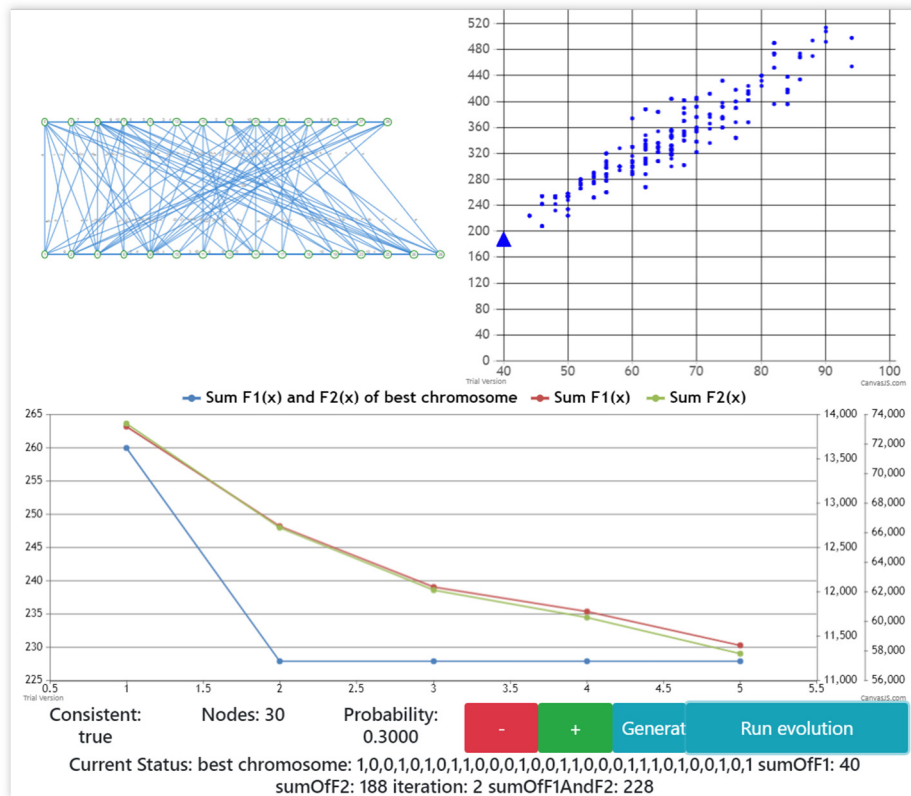 520
480
440
400
360
320
280
240
200
160
120
80
40
0
40 50 60 70 80 90 100
Trial Version
CanvasJS.com
Sum F1(x) and F2(x) of best chromosome Sum F1(x) Sum F2(x)
265
260
255
250
245
240
235
230
225
14,000
13,500
13,000
12,500
12,000
11,500
11,000
74,000
72,000
70,000
68,000
66,000
64,000
62,000
60,000
58,000
56,000
0.5 1 1.5 2 2.5 3 3.5 4 4.5 5 5.5
Trial Version
CanvasJS.com
Consistent:
true
Nodes: 30
Probability:
0.3000
-
+
Generat
Run evolution
Current Status: best chromosome: 1,0,0,1,0,1,0,1,1,0,0,0,1,0,0,1,1,0,0,0,1,1,1,0,1,0,0,1,0,1 sumOfF1: 40
sumOfF2: 188 iteration: 2 sumOfF1AndF2: 228